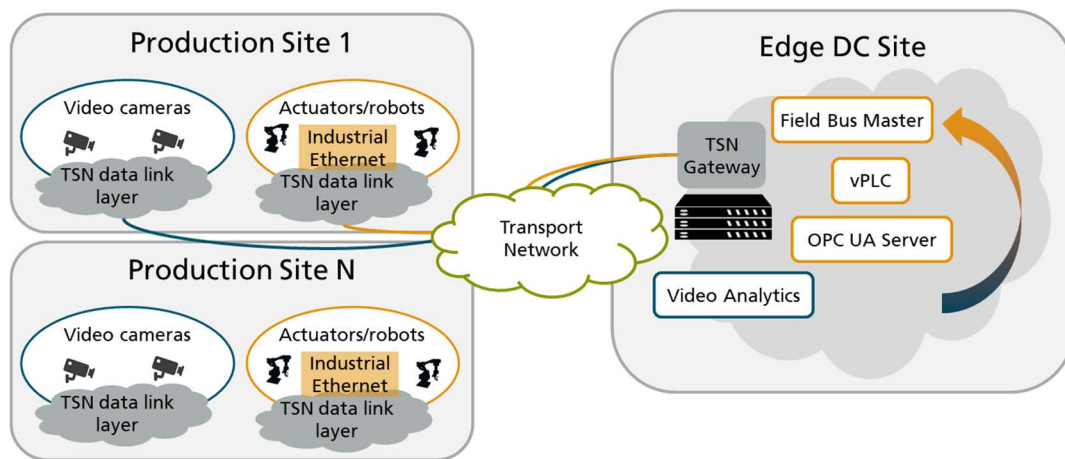 Production Site 1
Video cameras
TSN data link
layer
Actuators/robots
Industrial
Ethernet
TSN data link
layer
Production Site N
Video cameras
TSN data link
layer
Actuators/robots
Industrial
Ethernet
TSN data link
layer
Transport
Network
Edge DC Site
TSN
Gateway
Field Bus Master
vPLC
OPC UA Server
Video Analytics